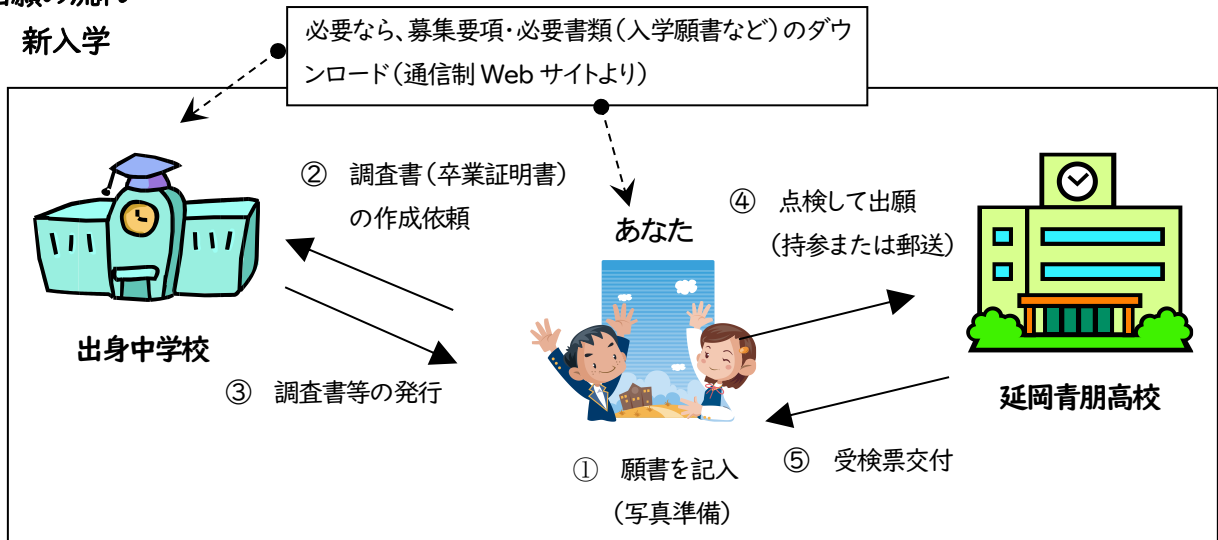 新入学
必要なら、募集要項・必要書類(入学願書など)のダウ
ンロード(通信制 Web サイトより)
② 調査書(卒業証明書)
の作成依頼
あなた
④ 点検して出願
(持参または郵送)
出身中学校
③ 調査書等の発行
延岡青朋高校
① 願書を記入
(写真準備)
⑤ 受検票交付